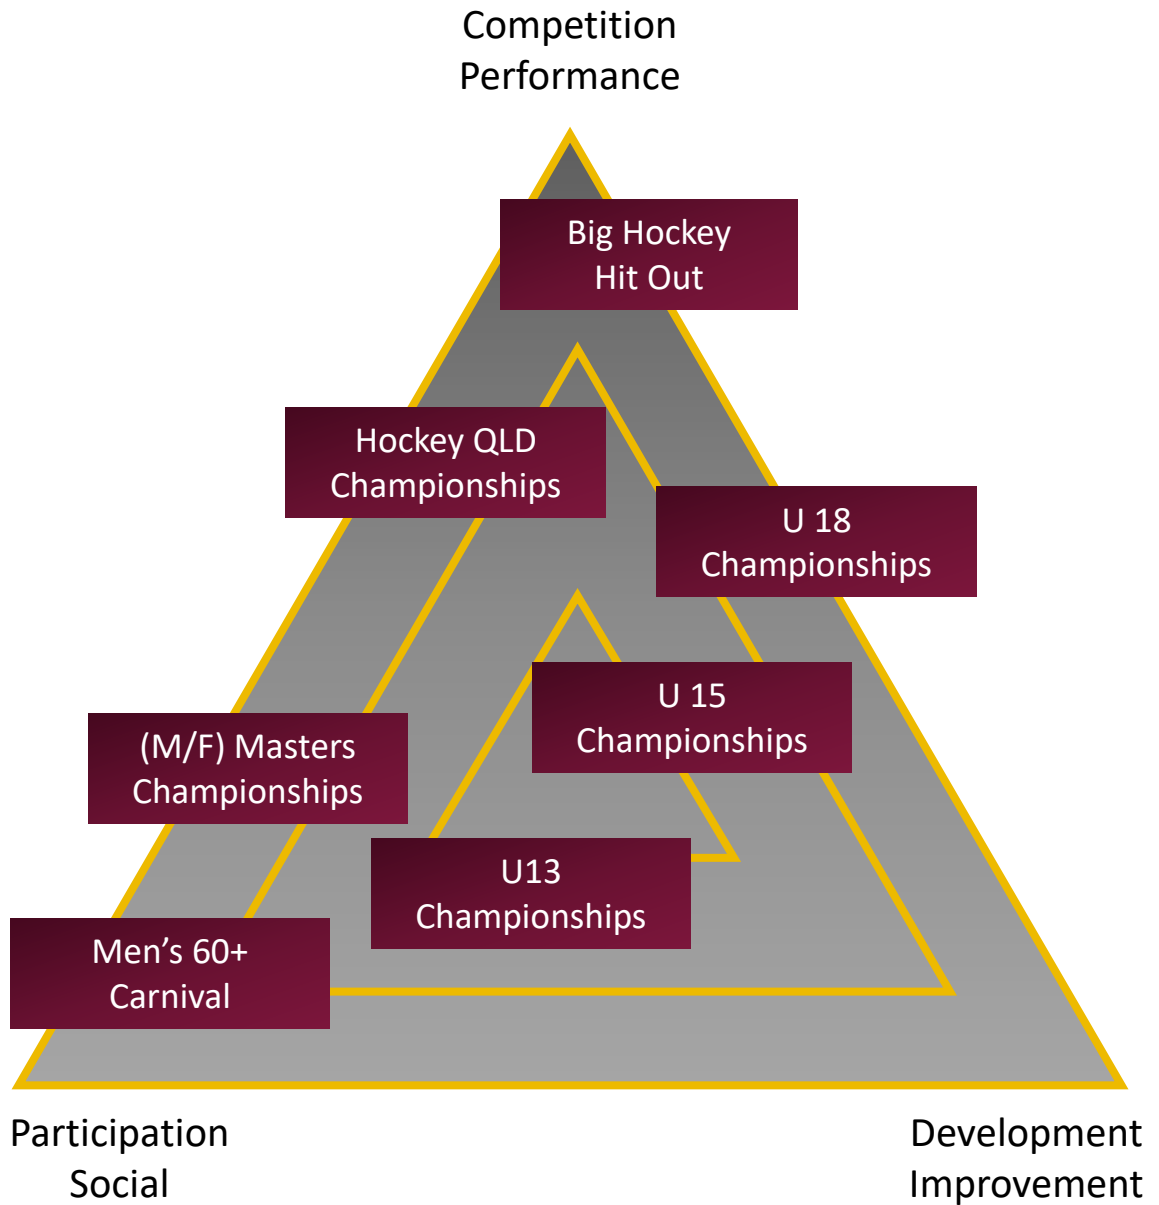 Competition
Performance
Big Hockey
Hit Out
Hockey QLD
Championships
U 18
Championships
U 15
Championships
(M/F) Masters
Championships
U13
Championships
Men’s 60+
Carnival
Participation
Social
Development
Improvement